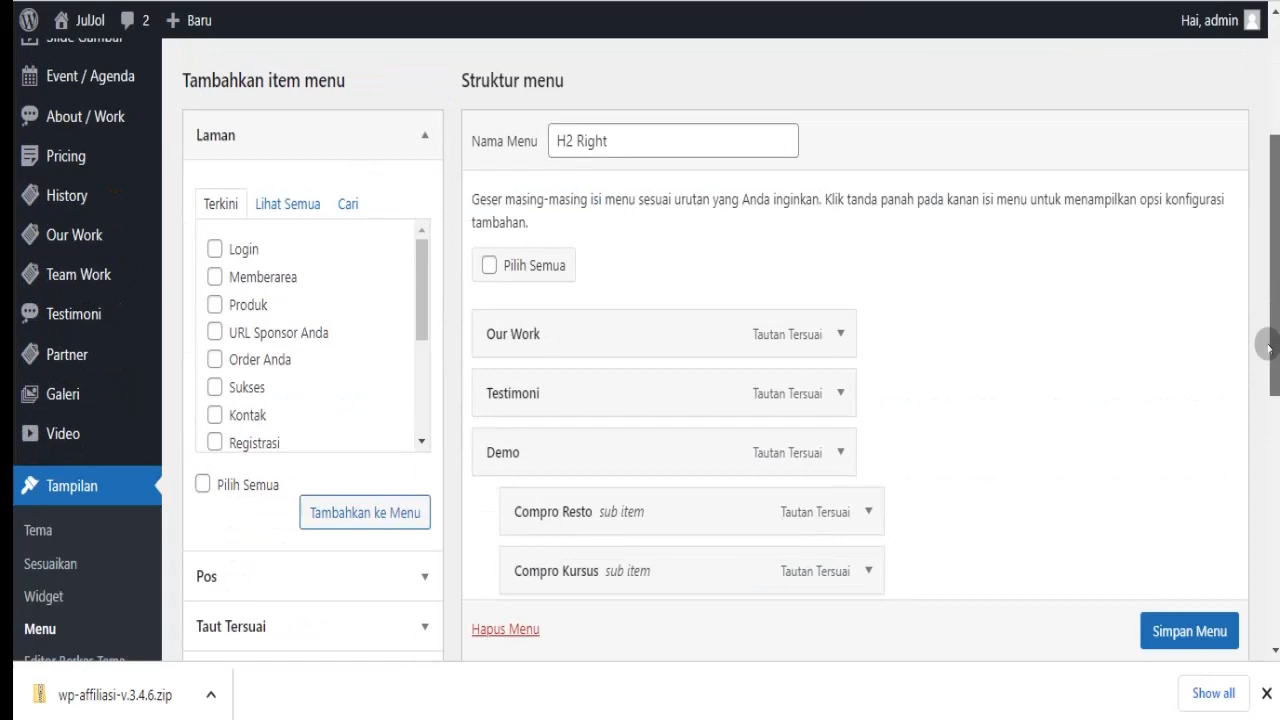 JulJol 2 Baru Hai, admin
Slide Gambar
Event / Agenda
About / Work
Pricing
History
Our Work
Team Work
Testimoni
Partner
Galeri
Video
Tampilan
Tema
Sesuaikan
Widget
Menu
Editor Berkas Tema
Tambahkan item menu
Laman
Terkini Lihat Semua Cari
Login
Memberarea
Produk
URL Sponsor Anda
Order Anda
Sukses
Kontak
Registrasi
Pilih Semua
Tambahkan ke Menu
Pos
Taut Tersuai
Struktur menu
Nama Menu H2 Right
Geser masing-masing isi menu sesuai urutan yang Anda inginkan. Klik tanda panah pada kanan isi menu untuk menampilkan opsi konfigurasi
tambahan.
Pilih Semua
Our Work Tautan Tersuai
Testimoni Tautan Tersuai
Demo Tautan Tersuai
Compro Resto sub item Tautan Tersuai
Compro Kursus sub item Tautan Tersuai
Hapus Menu Simpan Menu
wp-affiliasi-v.3.4.6.zip Show all